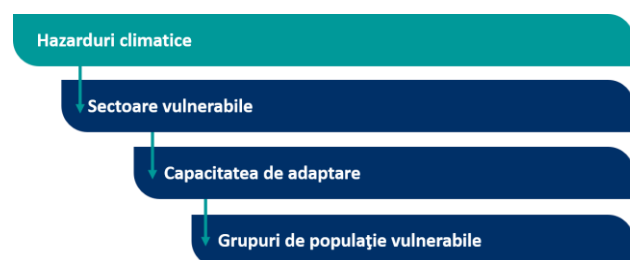 Hazarduri climatice
Sectoare vulnerabile
Capacitatea de adaptare
Grupuri de populaţie vulnerabile